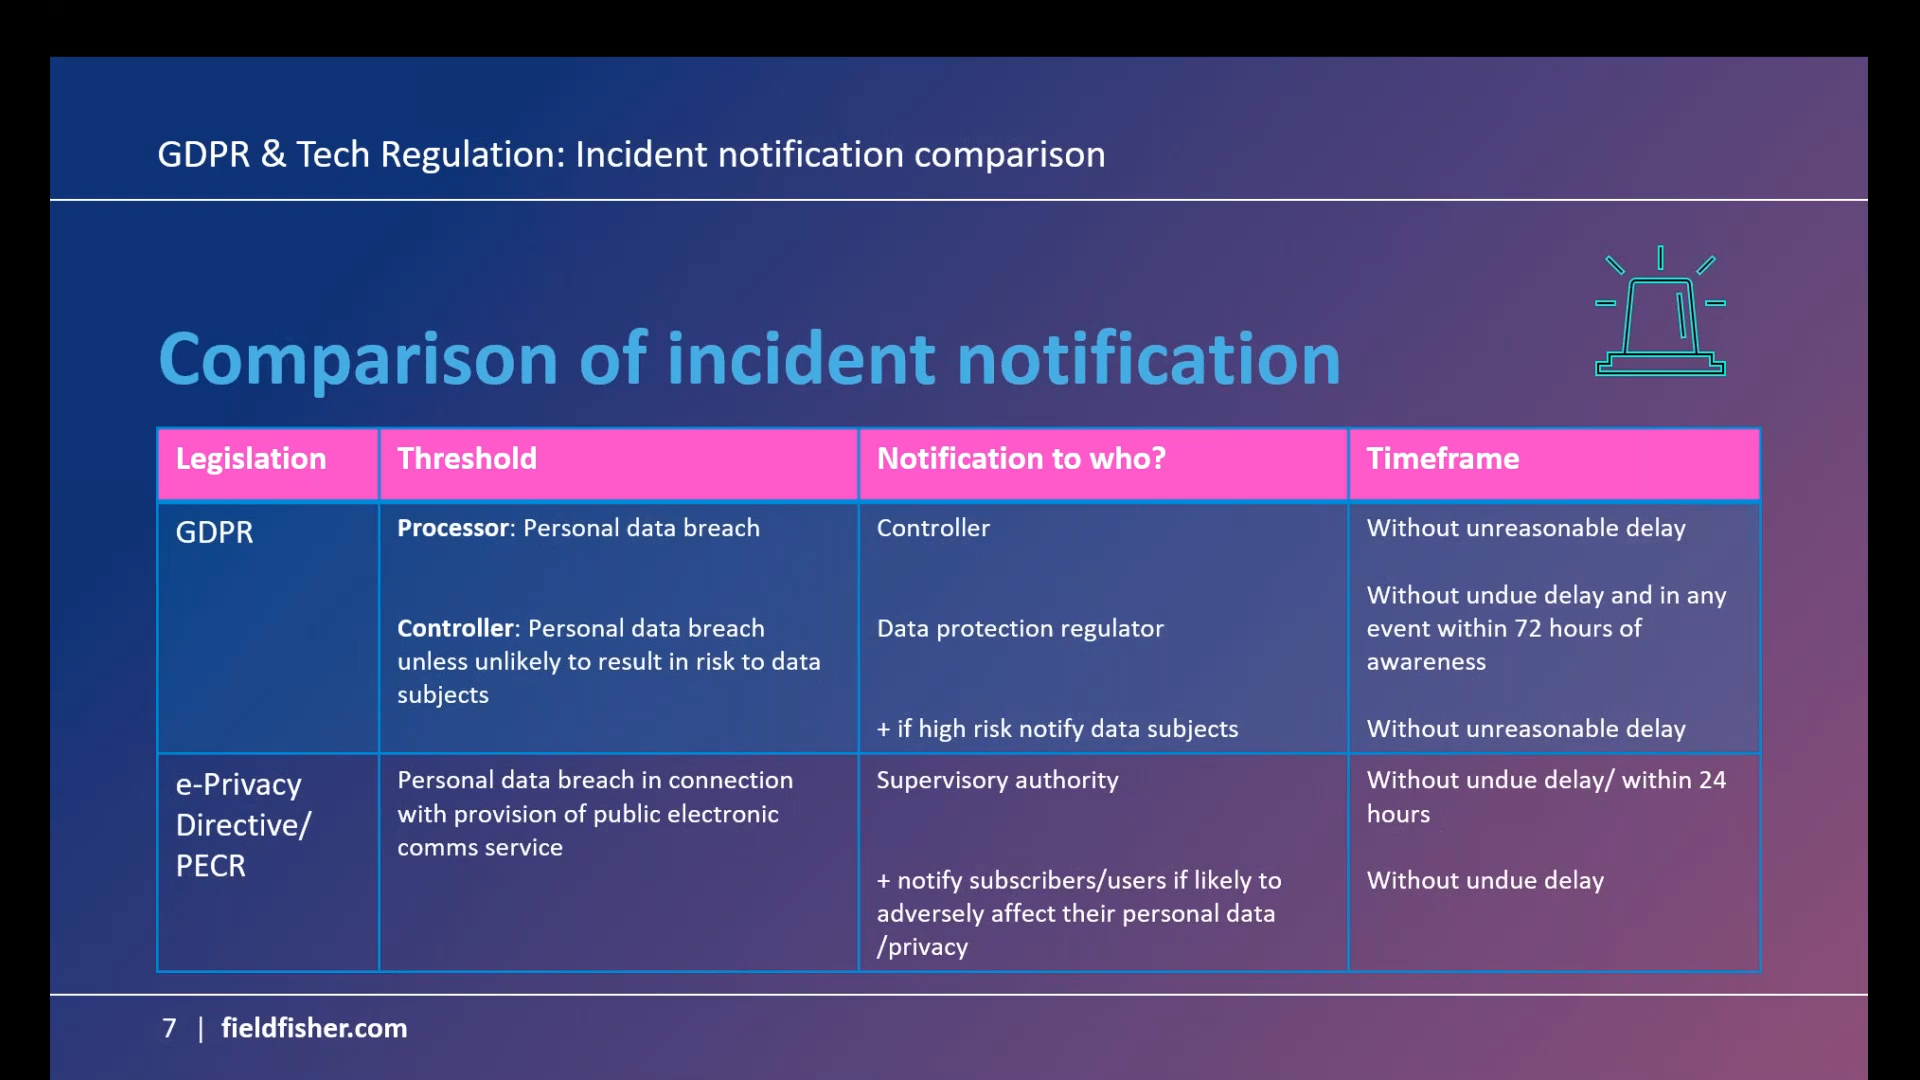 GDPR & Tech Regulation: Incident notification comparison
Comparison of incident notification
Legislation
Threshold
Notification to who?
Timeframe
GDPR
Processor: Personal data breach
Controller
Without unreasonable delay
Controller: Personal data breach
unless unlikely to result in risk to data
subjects
Data protection regulator
Without undue delay and in any
event within 72 hours of
awareness
+ if high risk notify data subjects
Without unreasonable delay
e-Privacy
Directive/
PECR
Personal data breach in connection
with provision of public electronic
comms service
Supervisory authority
Without undue delay/ within 24
hours
+ notify subscribers/users if likely to
adversely affect their personal data
/privacy
Without undue delay
7 | fieldfisher.com